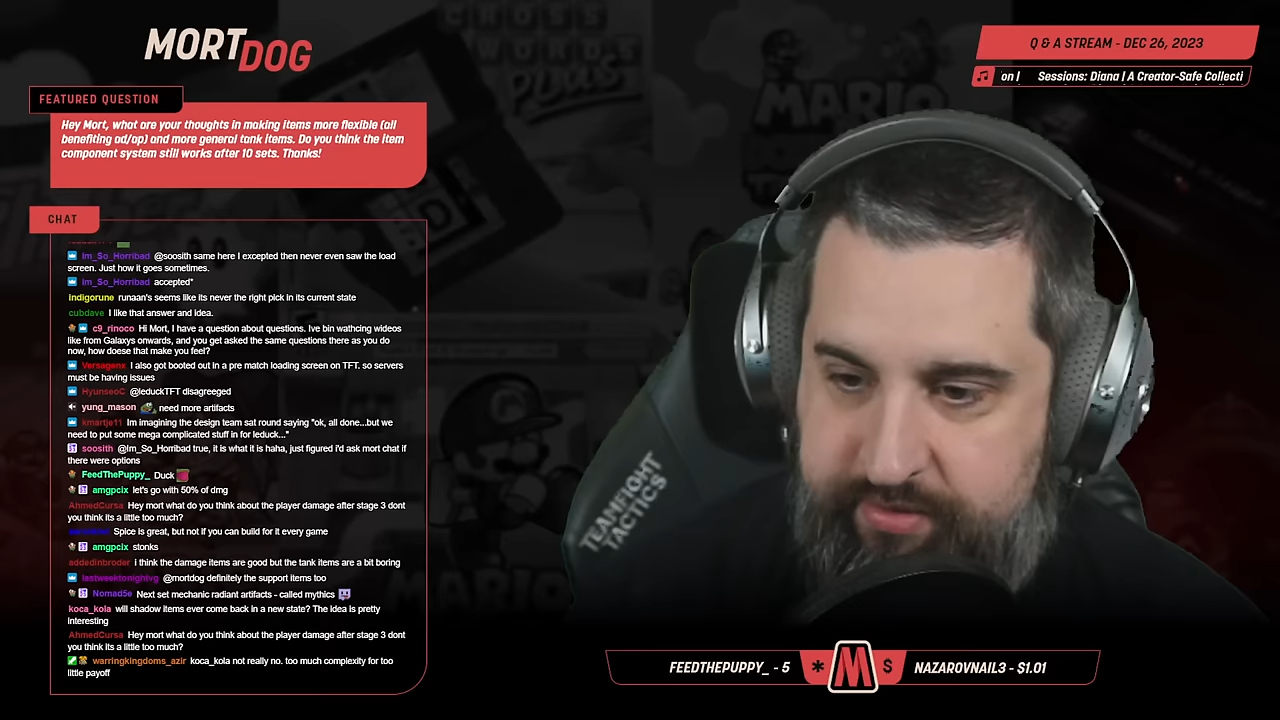 MORTDOG
Q & A STREAM - DEC 26, 2023
on | Sessions: Diana | A Creator-Safe Collecti
FEATURED QUESTION
Hey Mort, what are your thoughts in making items more flexible (all
benefiting ad/ap) and more general tank items. Do you think the item
component system still works after 10 sets. Thanks!
CHAT
Im_So_Horribad @soosith same here I excepted then never even saw the load
screen. Just how it goes sometimes.
Im_So_Horribad accepted*
indigorune runaan's seems like its never the right pick in its current state
cubdave I like that answer and idea.
c9_rinoco Hi Mort, I have a question about questions. Ive bin wathcing wideos
like from Galaxys onwards, and you get asked the same questions there as you do
now, how doese that make you feel?
Versagenx I also got booted out in a pre match loading screen on TFT. so servers
must be having issues
HyunseoC @leduckTFT disagreeged
yung_mason need more artifacts
kmartje11 Im imagining the design team sat round saying "ok, all done...but we
need to put some mega complicated stuff in for leduck..."
soosith @Im_So_Horribad true, it is what it is haha, just figured i'd ask mort chat if
there were options
FeedThePuppy_ Duck
amgpcix let's go with 50% of dmg
AhmedCursa Hey mort what do you think about the player damage after stage 3 dont
you think its a little too much?
Spice is great, but not if you can build for it every game
amgpcix stonks
addedinbroder i think the damage items are good but the tank items are a bit boring
lastweektonightvg @mortdog definitely the support items too
Nomad5e Next set mechanic radiant artifacts - called mythics
koca_kola will shadow items ever come back in a new state? The idea is pretty
interesting
AhmedCursa Hey mort what do you think about the player damage after stage 3 dont
you think its a little too much?
warringkingdoms_azir koca_kola not really no. too much complexity for too
little payoff
TEAMFIGHT
TACTICS
FEEDTHEPUPPY_ - 5
M
$
NAZAROVNAIL3 - $1.01